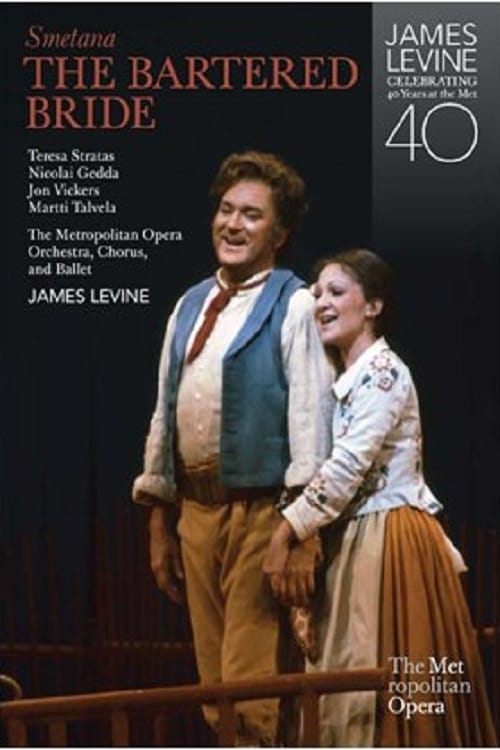 Smetana
THE BARTERED
BRIDE
Teresa Stratas
Nicolai Gedda
Jon Vickers
Martti Talvela
The Metropolitan Opera
Orchestra, Chorus,
and Ballet
JAMES LEVINE
JAMES
LEVINE
CELEBRATING
40 Years at the Met
40
The Met
ropolitan
Opera